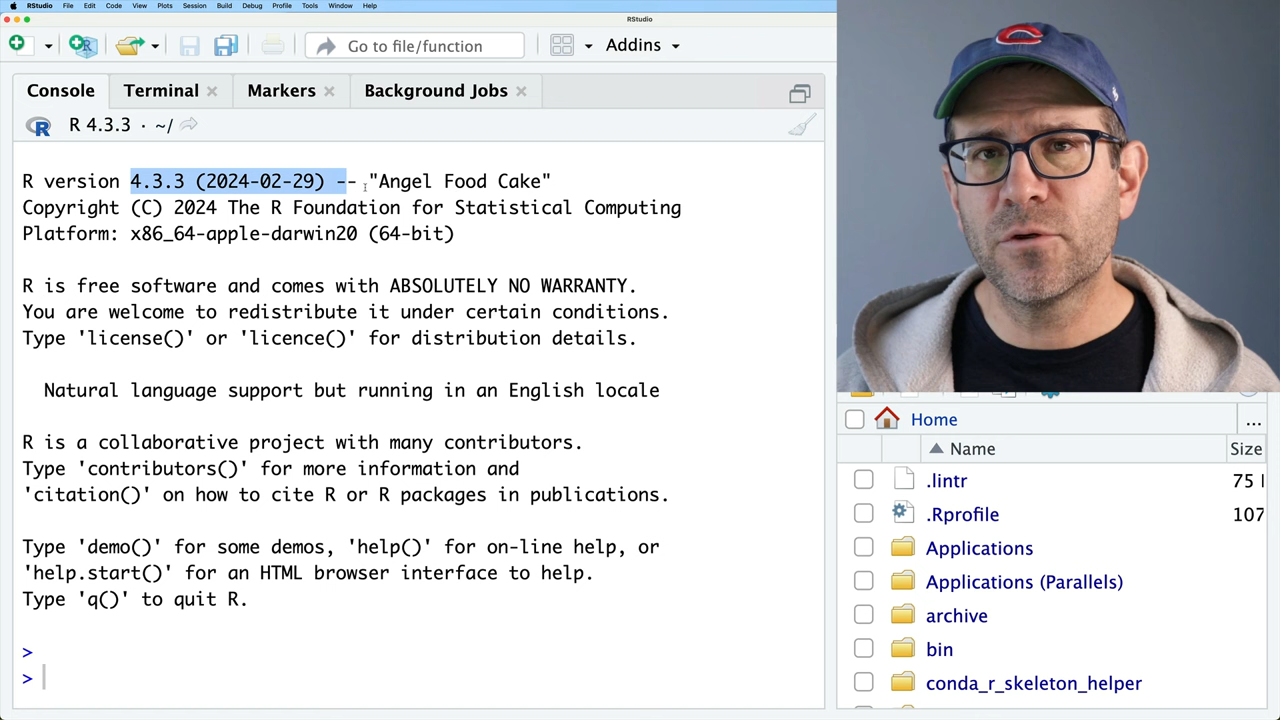 RStudio File Edit Code View Plots Session Build Debug Profile Tools Window Help
RStudio
Go to file/function
Addins
Console Terminal Markers Background Jobs
R R 4.3.3 · ~/
R version 4.3.3 (2024-02-29) -- "Angel Food Cake"
Copyright (C) 2024 The R Foundation for Statistical Computing
Platform: x86_64-apple-darwin20 (64-bit)
R is free software and comes with ABSOLUTELY NO WARRANTY.
You are welcome to redistribute it under certain conditions.
Type 'license()' or 'licence()' for distribution details.
Natural language support but running in an English locale
R is a collaborative project with many contributors.
Type 'contributors()' for more information and
'citation()' on how to cite R or R packages in publications.
Type 'demo()' for some demos, 'help()' for on-line help, or
'help.start()' for an HTML browser interface to help.
Type 'q()' to quit R.
>
>
C
Home ...
Name Size
.lintr 75
.Rprofile 107
Applications
Applications (Parallels)
archive
bin
conda_r_skeleton_helper